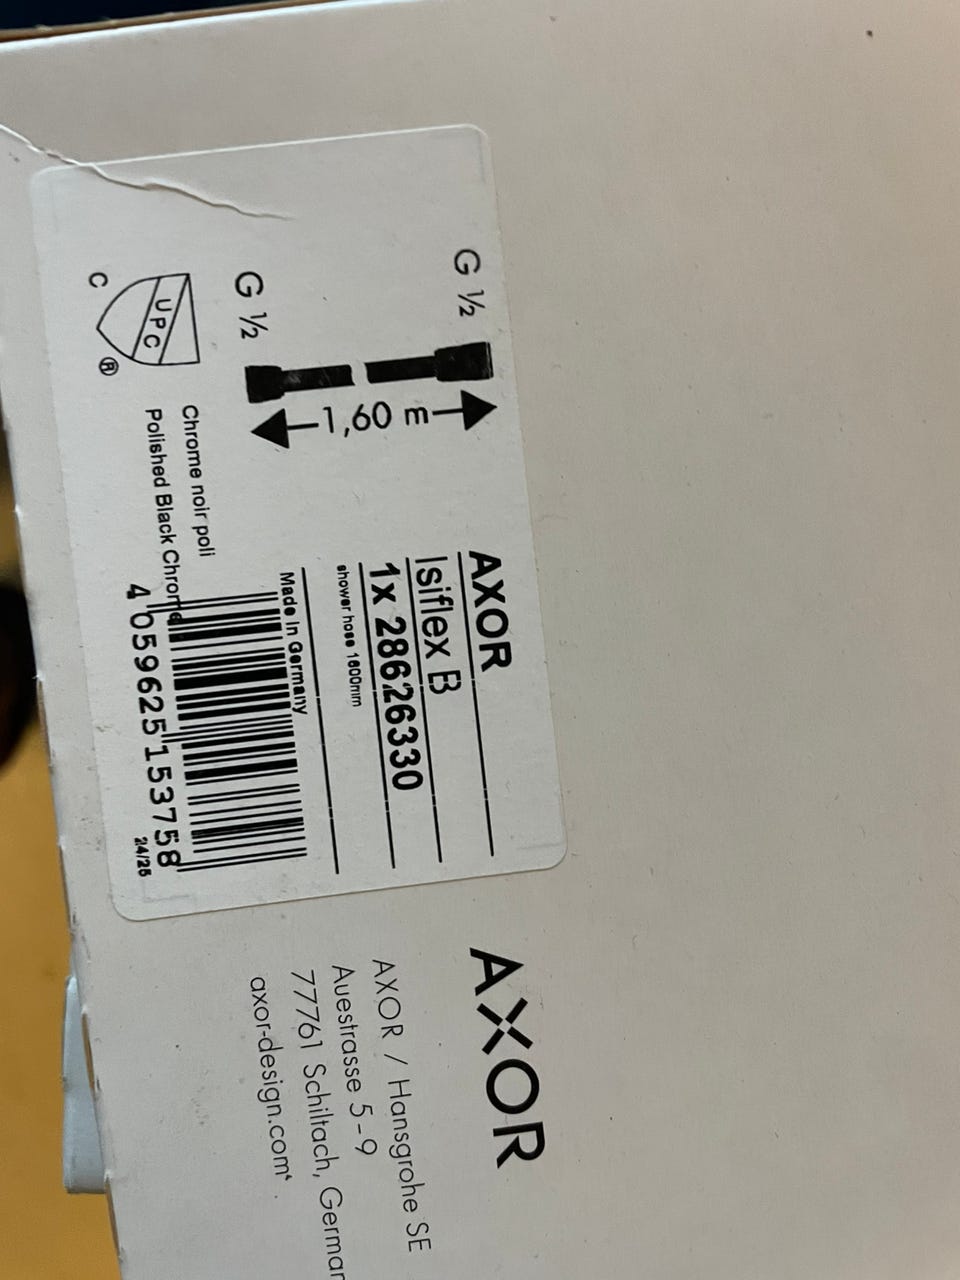 AXOR
Isiflex B
1x 28626330
shower hose 1600mm
Made in Germany
G ½
1,60 m
G ½
Chrome noir poli
Polished Black Chrome
C UPC ®
4 059625 153758
24/25
AXOR
AXOR / Hansgrohe SE
Auestrasse 5-9
77761 Schiltach,
axor-design.com